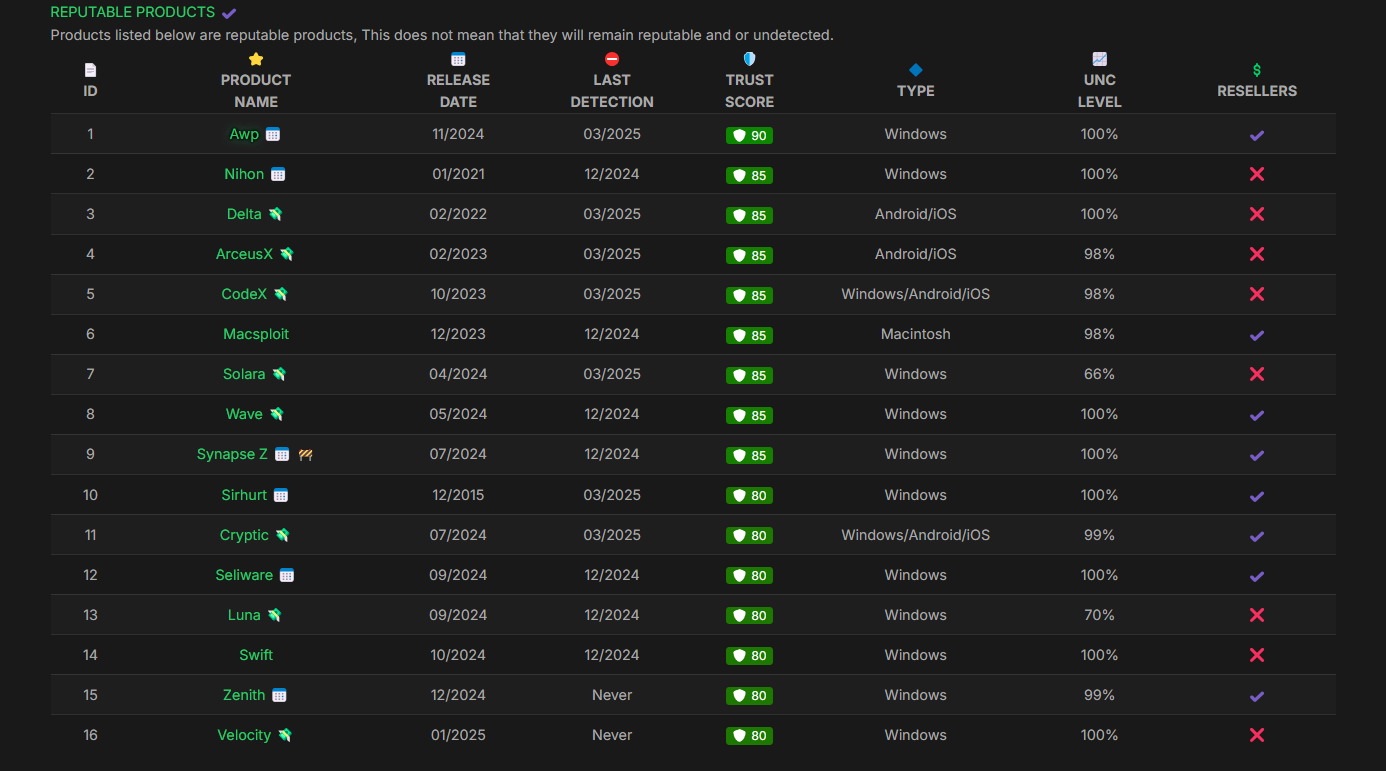 REPUTABLE PRODUCTS
Products listed below are reputable products, This does not mean that they will remain reputable and or undetected.
ID PRODUCT NAME RELEASE DATE LAST DETECTION TRUST SCORE TYPE UNC LEVEL RESELLERS
1 Awp 11/2024 03/2025 90 Windows 100%
2 Nihon 01/2021 12/2024 85 Windows 100%
3 Delta 02/2022 03/2025 85 Android/iOS 100%
4 ArceusX 02/2023 03/2025 85 Android/iOS 98%
5 CodeX 10/2023 03/2025 85 Windows/Android/iOS 98%
6 Macsploit 12/2023 12/2024 85 Macintosh 98%
7 Solara 04/2024 03/2025 85 Windows 66%
8 Wave 05/2024 12/2024 85 Windows 100%
9 Synapse Z 07/2024 12/2024 85 Windows 100%
10 Sirhurt 12/2015 03/2025 80 Windows 100%
11 Cryptic 07/2024 03/2025 80 Windows/Android/iOS 99%
12 Seliware 09/2024 12/2024 80 Windows 100%
13 Luna 09/2024 12/2024 80 Windows 70%
14 Swift 10/2024 12/2024 80 Windows 100%
15 Zenith 12/2024 Never 80 Windows 99%
16 Velocity 01/2025 Never 80 Windows 100%